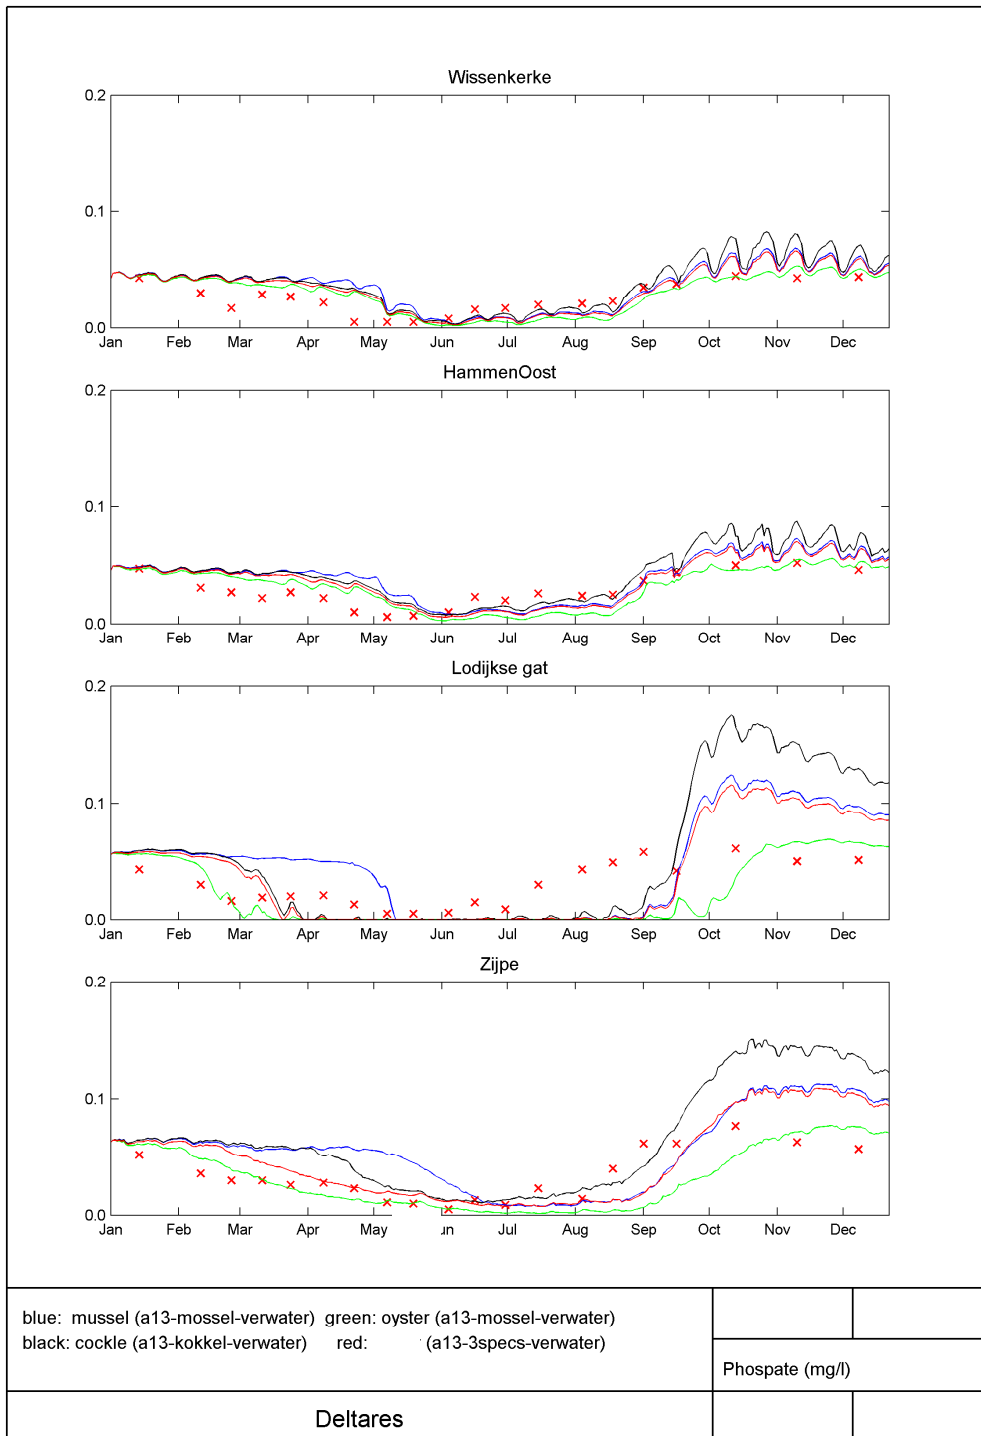 Wissenkerke
0.2
0.1
0.0
Jan Feb Mar Apr May Jun Jul Aug Sep Oct Nov Dec
HammenOost
0.2
0.1
0.0
Jan Feb Mar Apr May Jun Jul Aug Sep Oct Nov Dec
Lodijkse gat
0.2
0.1
0.0
Jan Feb Mar Apr May Jun Jul Aug Sep Oct Nov Dec
Zijpe
0.2
0.1
0.0
Jan Feb Mar Apr May un Jul Aug Sep Oct Nov Dec
blue: mussel (a13-mossel-verwater) green: oyster (a13-mossel-verwater)
black: cockle (a13-kokkel-verwater) red: (a13-3specs-verwater)
Phospate (mg/l)
Deltares